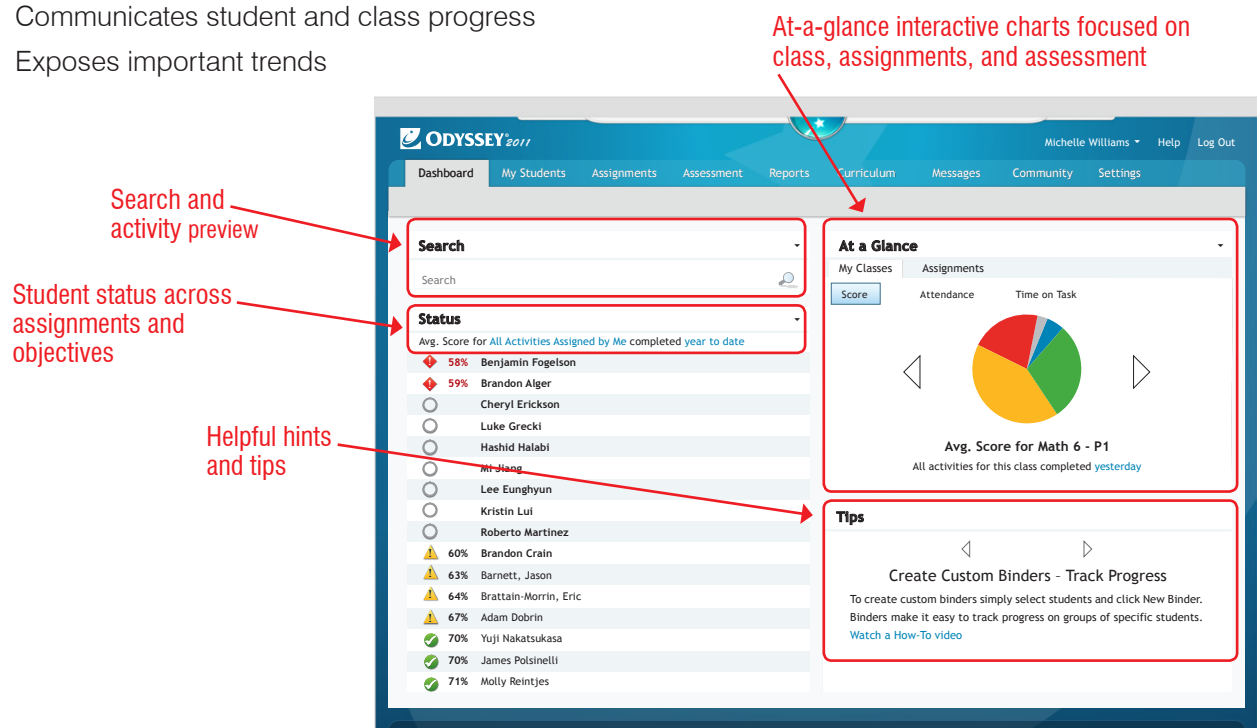 Communicates student and class progress
Exposes important trends
At-a-glance interactive charts focused on
class, assignments, and assessment
Search and
activity preview
Student status across
assignments and
objectives
Helpful hints
and tips
ODYSSEY® 2011
Michelle Williams Help Log Out
Dashboard My Students Assignments Assessment Reports Curriculum Messages Community Settings
Search
Search
Status
Avg. Score for All Activities Assigned by Me completed year to date
58% Benjamin Fogelson
59% Brandon Alger
Cheryl Erickson
Luke Grecki
Hashid Halabi
Mi Jiang
Lee Eunghyun
Kristin Lui
Roberto Martinez
60% Brandon Crain
63% Barnett, Jason
64% Brattain-Morrin, Eric
67% Adam Dobrin
70% Yuji Nakatsukasa
70% James Polsinelli
71% Molly Reintjes
At a Glance
My Classes Assignments
Score Attendance Time on Task
Avg. Score for Math 6 - P1
All activities for this class completed yesterday
Tips
Create Custom Binders – Track Progress
To create custom binders simply select students and click New Binder.
Binders make it easy to track progress on groups of specific students.
Watch a How-To video